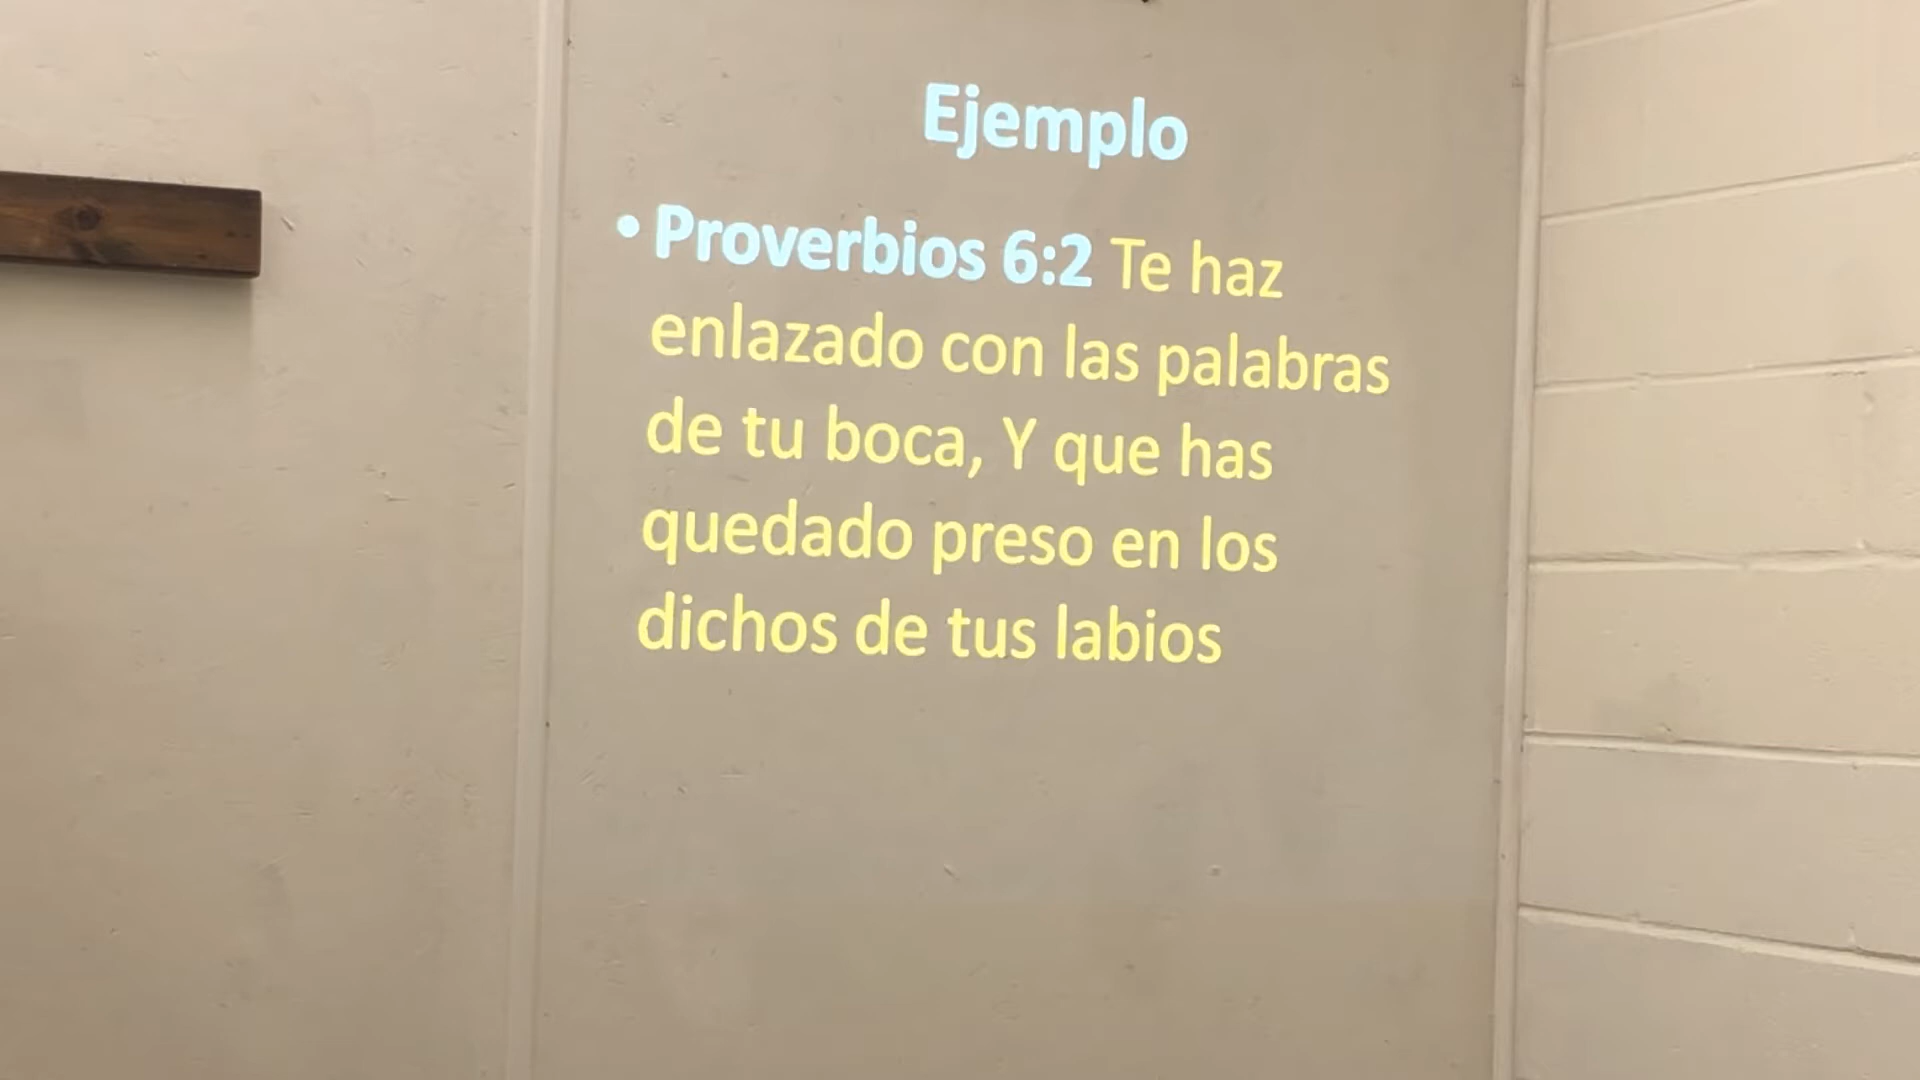 Ejemplo
• Proverbios 6:2 Te haz
enlazado con las palabras
de tu boca, Y que has
quedado preso en los
dichos de tus labios